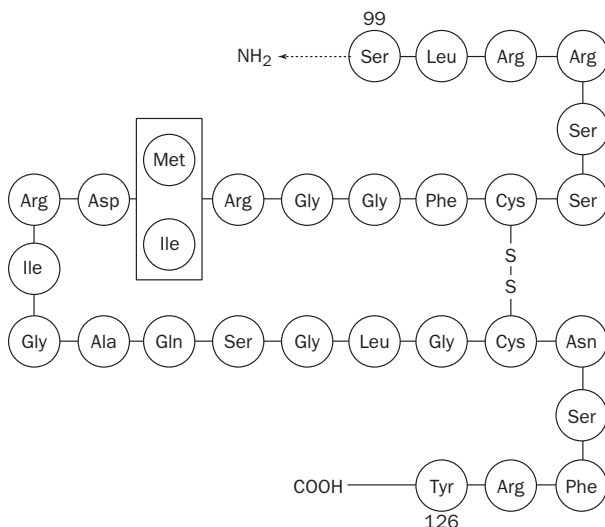 99
NH2 Ser Leu Arg Arg
Ser
Met
Arg Asp Arg Gly Gly Phe Cys Ser
Ile
Ile
S
S
Gly Ala Gln Ser Gly Leu Gly Cys Asn
Ser
COOH Tyr Arg Phe
126